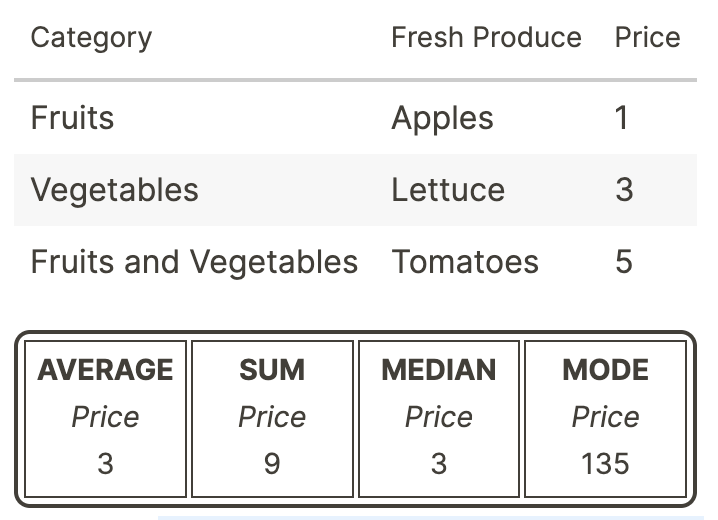 Category Fresh Produce Price
Fruits Apples 1
Vegetables Lettuce 3
Fruits and Vegetables Tomatoes 5
AVERAGE SUM MEDIAN MODE
Price Price Price Price
3 9 3 135